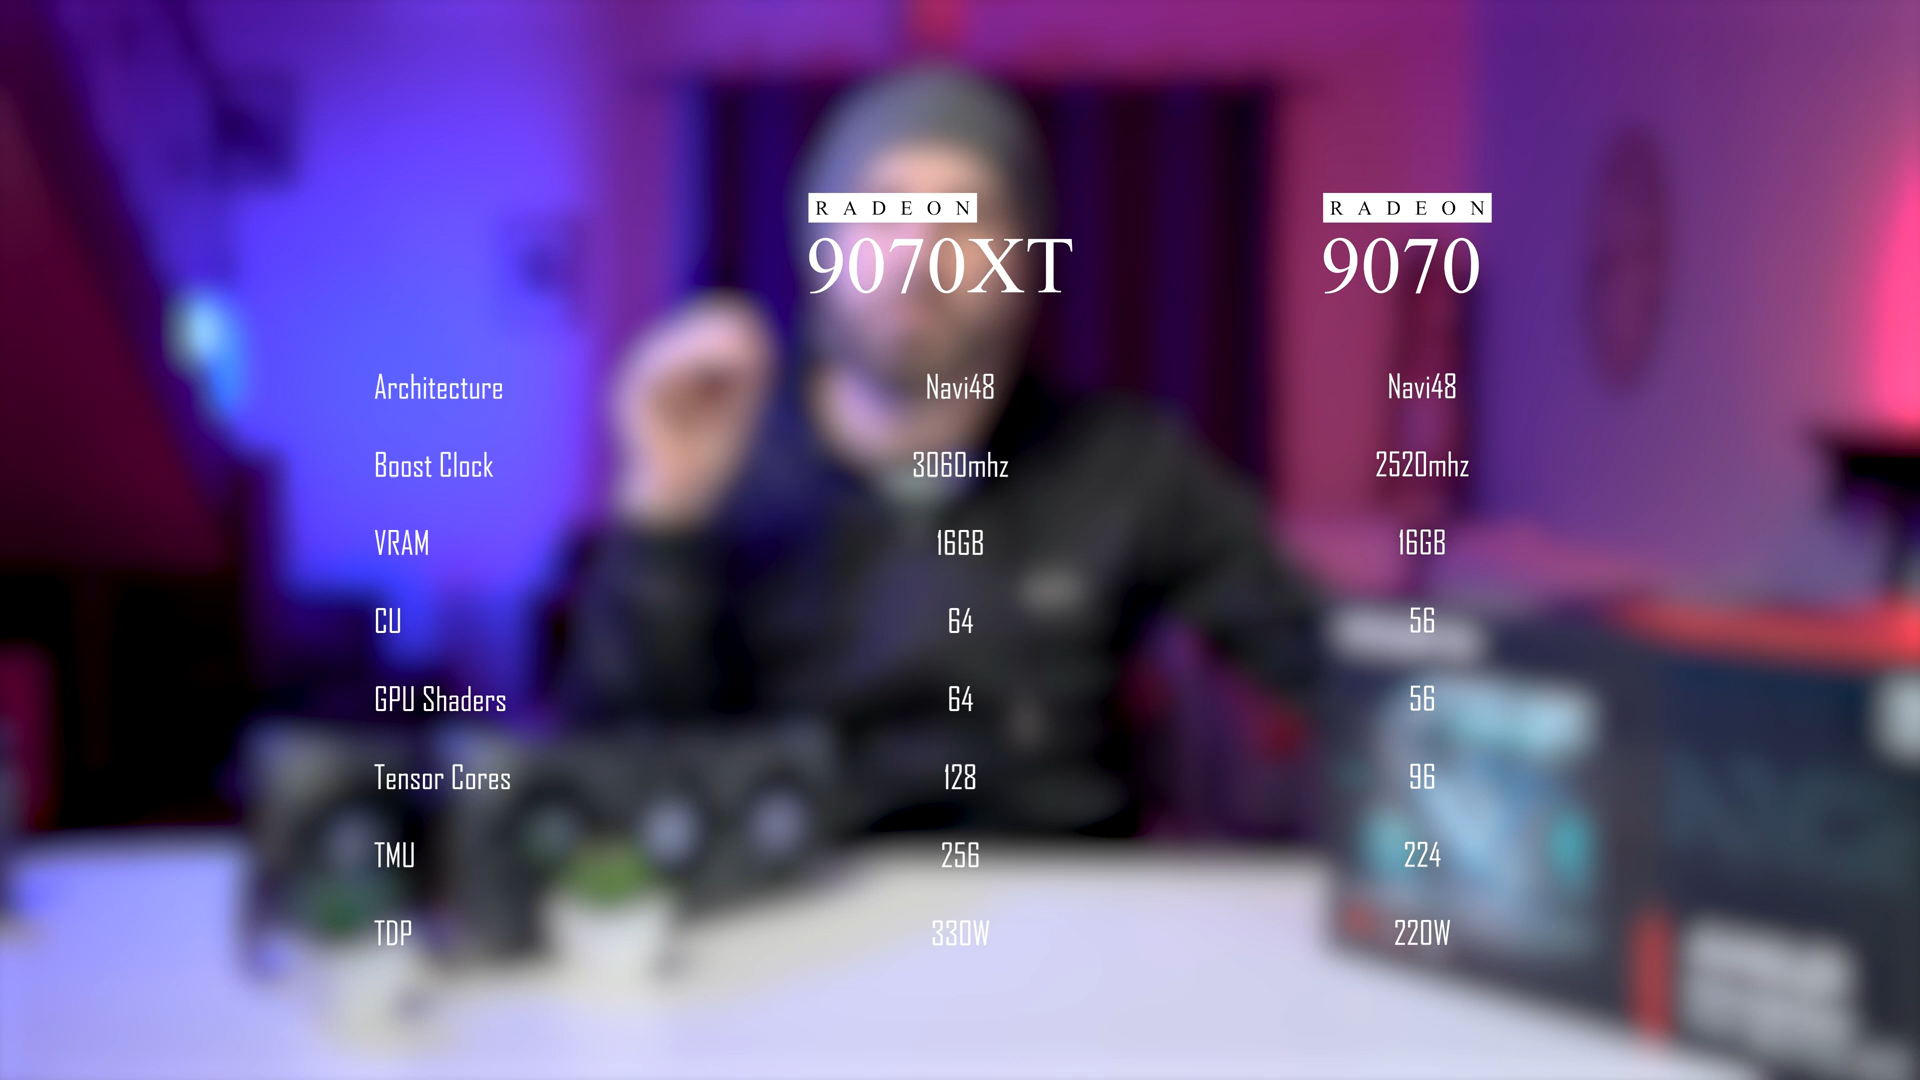 RADEON RADEON
9070XT 9070
Architecture Navi48 Navi48
Boost Clock 3060mhz 2520mhz
VRAM 16GB 16GB
CU 64 56
GPU Shaders 64 56
Tensor Cores 128 96
TMU 256 224
TDP 330W 220W